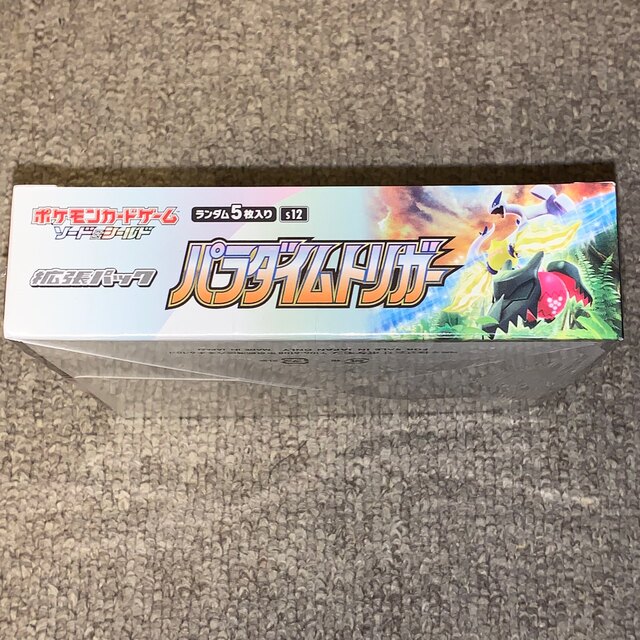 ポケモンカードゲーム
ソード&シールド
ランダム5枚入り
s12
拡張パック
パラダイムトリガー